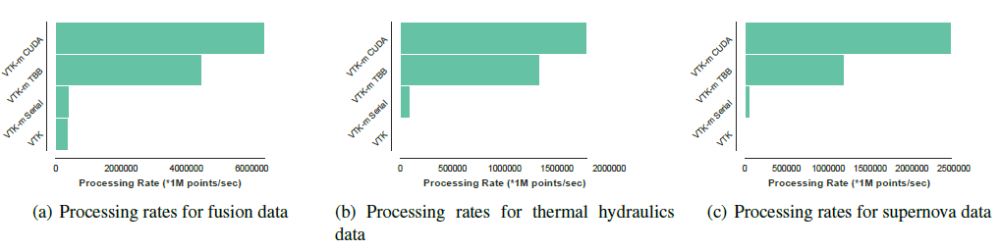 VTK-m CUDA
VTK-m TBB
VTK-m Serial
VTK
0 2000000 4000000 6000000
Processing Rate (*1M points/sec)
(a) Processing rates for fusion data
VTK-m CUDA
VTK-m TBB
VTK-m Serial
VTK
0 500000 1000000 1500000 2000000
Processing Rate (*1M points/sec)
(b) Processing rates for thermal hydraulics
data
VTK-m CUDA
VTK-m TBB
VTK-m Serial
VTK
0 500000 1000000 1500000 2000000 2500000
Processing Rate (*1M points/sec)
(c) Processing rates for supernova data